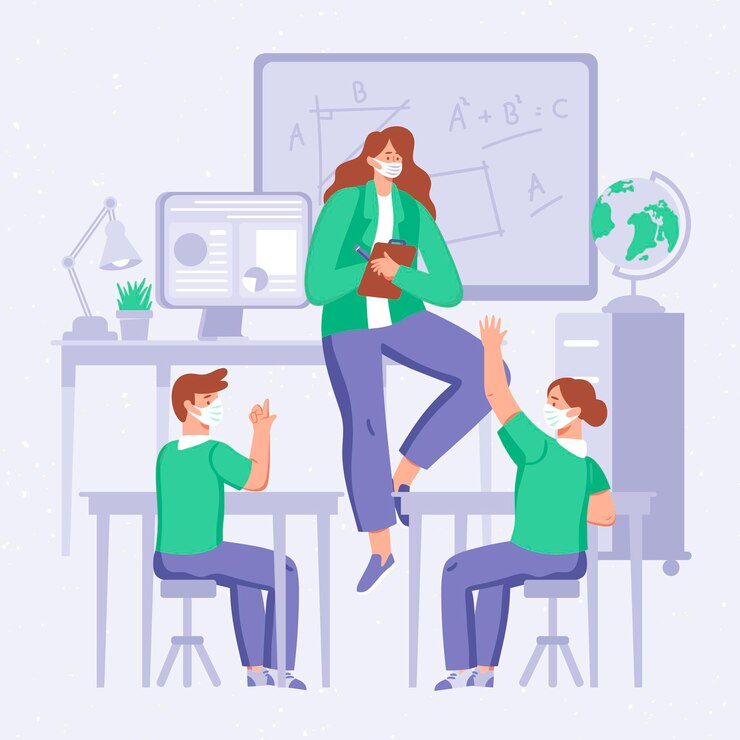 B
A
A² + B² = C
A